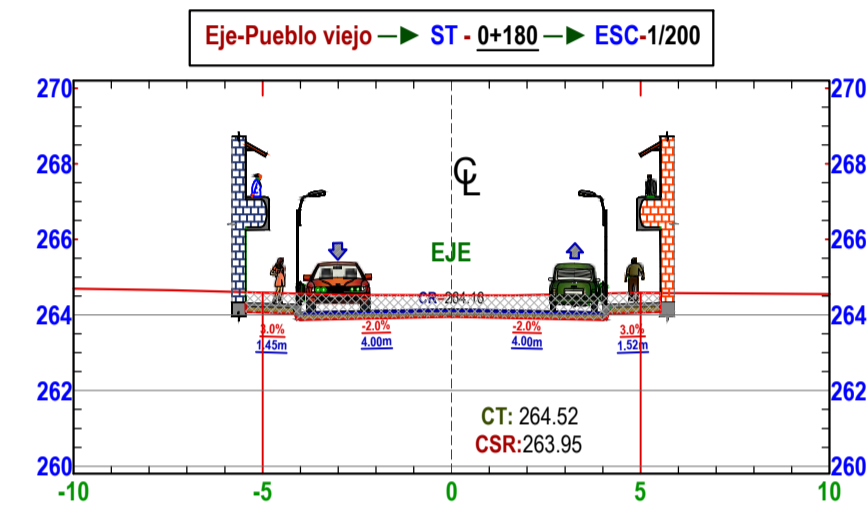 Eje-Pueblo viejo ST - 0+180 ESC-1/200
270 270
268 268
CL
266 266
EJE
CR=264.16
264 264
3.0% -2.0% -2.0% 3.0%
1.45m 4.00m 4.00m 1.52m
262 262
CT: 264.52
CSR:263.95
260 260
-10 -5 0 5 10